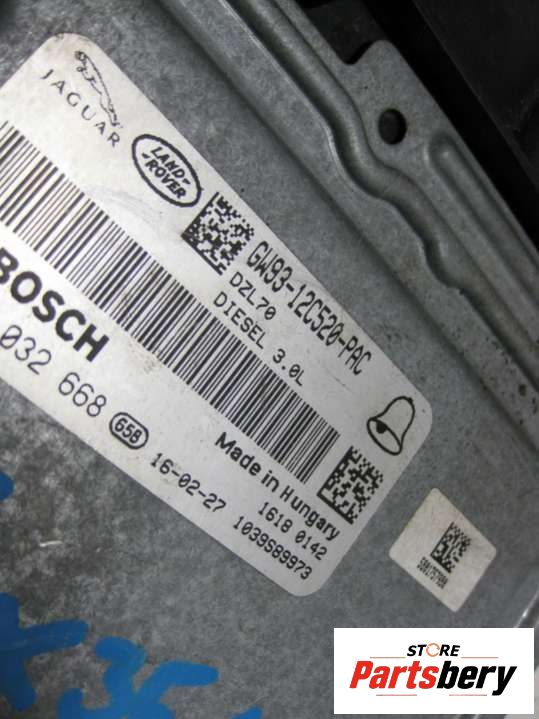 JAGUAR
LAND
ROVER
GW93-12C520-PAC
DZL70
DIESEL 3.0L
BOSCH
032 668
658
16-02-27
Made in Hungary
1618 0142
1039S89973
STORE
Partsbery